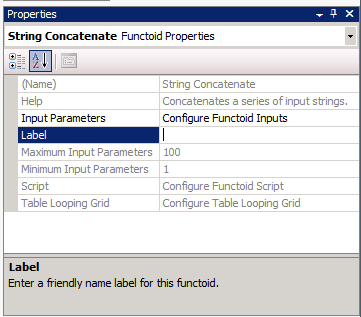 Properties
String Concatenate Functoid Properties
(Name) String Concatenate
Help Concatenates a series of input strings.
Input Parameters Configure Functoid Inputs
Label
Maximum Input Parameters 100
Minimum Input Parameters 1
Script Configure Functoid Script
Table Looping Grid Configure Table Looping Grid
Label
Enter a friendly name label for this functoid.